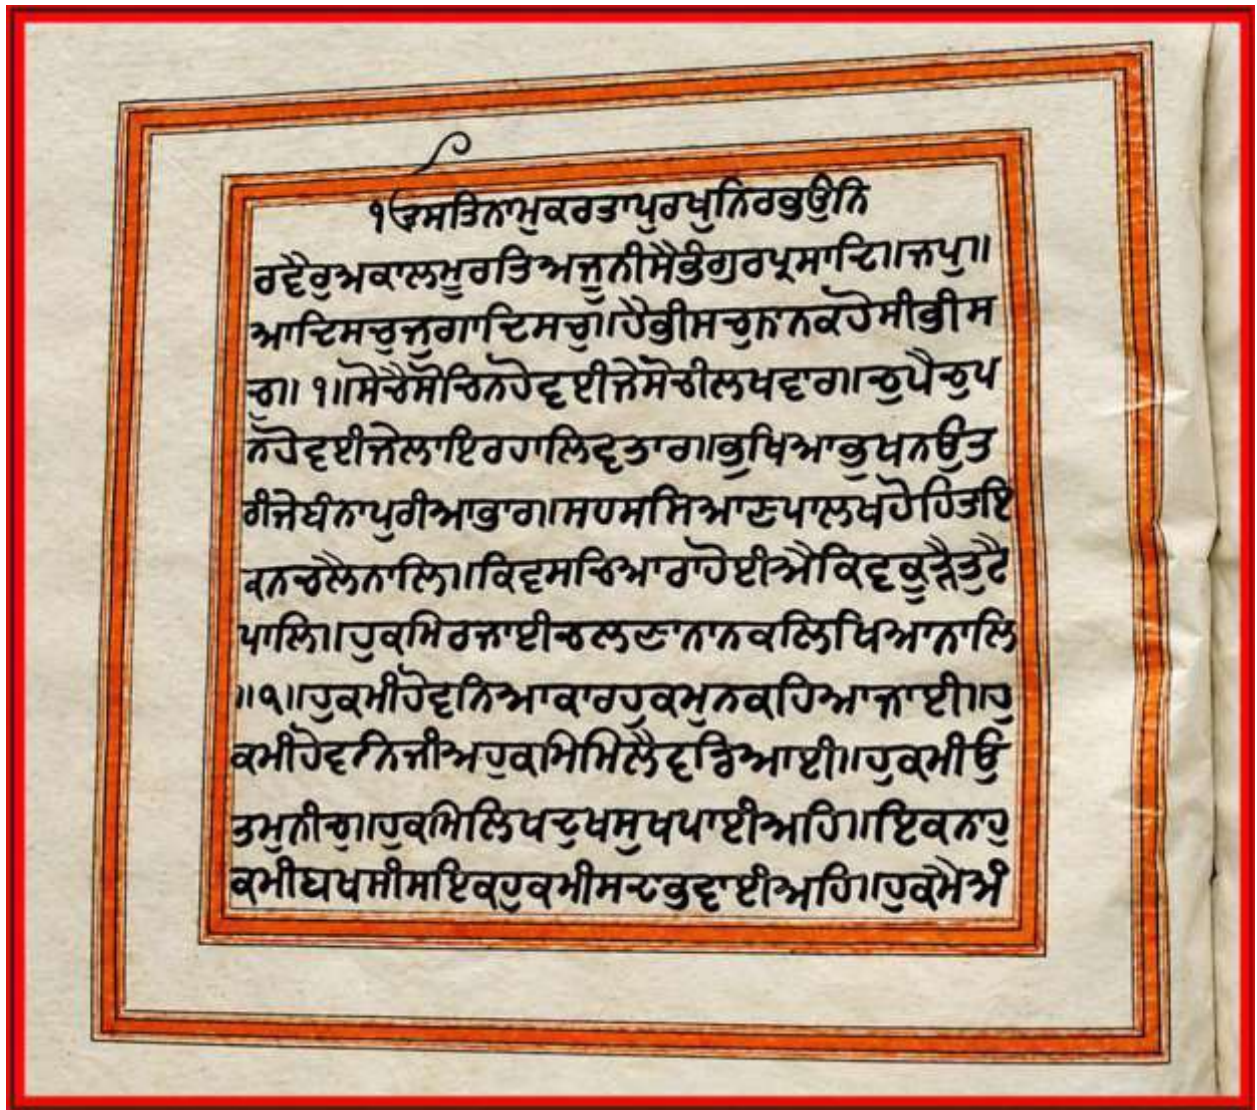 ੧ੴਸਤਿਨਾਮੁਕਰਤਾਪੁਰਖੁਨਿਰਭਉਨਿ
ਰਵੈਰੁਅਕਾਲਮੂਰਤਿਅਜੂਨੀਸੈਭੰਗੁਰਪ੍ਰਸਾਦਿ॥ਜਪੁ॥
ਆਦਿਸਚੁਜੁਗਾਦਿਸਚੁ॥ਹੈਭੀਸਚੁਨਾਨਕਹੋਸੀਭੀਸ
ਚੁ॥੧॥ਸੋਚੈਸੋਚਿਨਹੋਵਈਜੇਸੋਚੀਲਖਵਾਰ॥ਚੁਪੈਚੁਪ
ਨਹੋਵਈਜੇਲਾਇਰਹਾਲਿਵਤਾਰ॥ਭੁਖਿਆਭੁਖਨਉਤ
ਰੀਜੇਬੰਨਾਪੁਰੀਆਭਾਰ॥ਸਹਸਸਿਆਣਪਾਲਖਹੋਹਿਤਇ
ਕਨਚਲੈਨਾਲਿ॥ਕਿਵਸਚਿਆਰਾਹੋਈਐਕਿਵਕੂੜੈਤੁਟੈ
ਪਾਲਿ॥ਹੁਕਮਿਰਜਾਈਚਲਣਾਨਾਨਕਲਿਖਿਆਨਾਲਿ
॥੧॥ਹੁਕਮੀਹੋਵਨਿਆਕਾਰਹੁਕਮੁਨਕਹਿਆਜਾਈ॥ਹੁ
ਕਮੀਹੋਵਨਿਜੀਅਹੁਕਮਿਮਿਲੈਵਡਿਆਈ॥ਹੁਕਮੀਉ
ਤਮੁਨੀਚੁ॥ਹੁਕਮਿਲਿਖਦੁਖਸੁਖਪਾਈਅਹਿ॥ਇਕਨਾਹੁ
ਕਮੀਬਖਸੀਸਇਕਹੁਕਮੀਸਦਾਭਵਾਈਅਹਿ॥ਹੁਕਮੈਅੰ